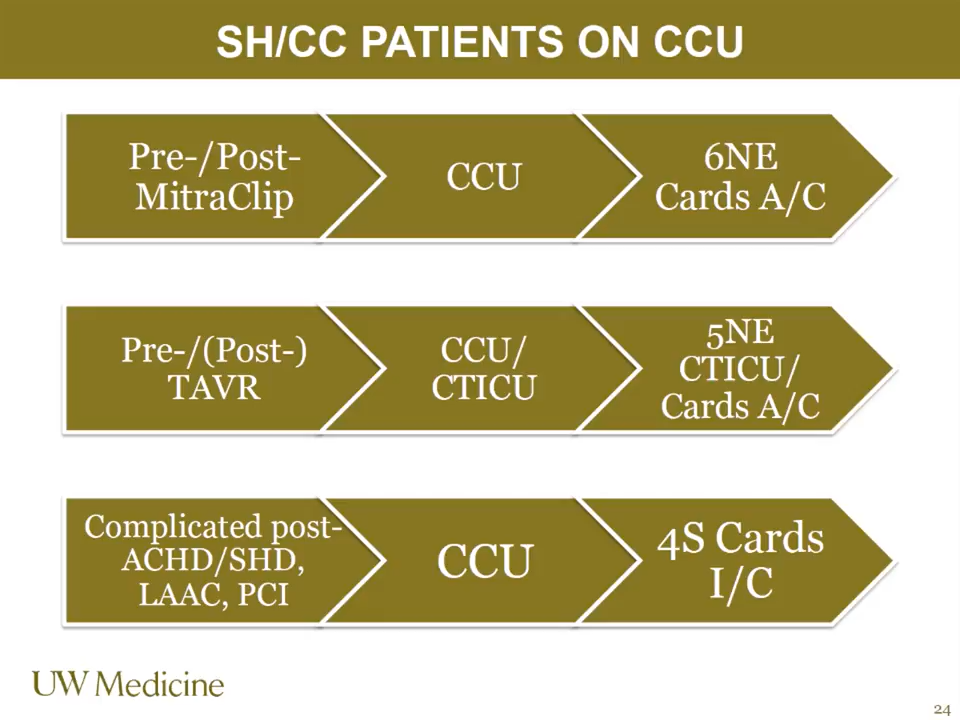 SH/CC PATIENTS ON CCU
Pre-/Post-
MitraClip
CCU
6NE
Cards A/C
Pre-/(Post-)
TAVR
CCU/
CTICU
5NE
CTICU/
Cards A/C
Complicated post-
ACHD/SHD,
LAAC, PCI
CCU
4S Cards
I/C
UW Medicine
24